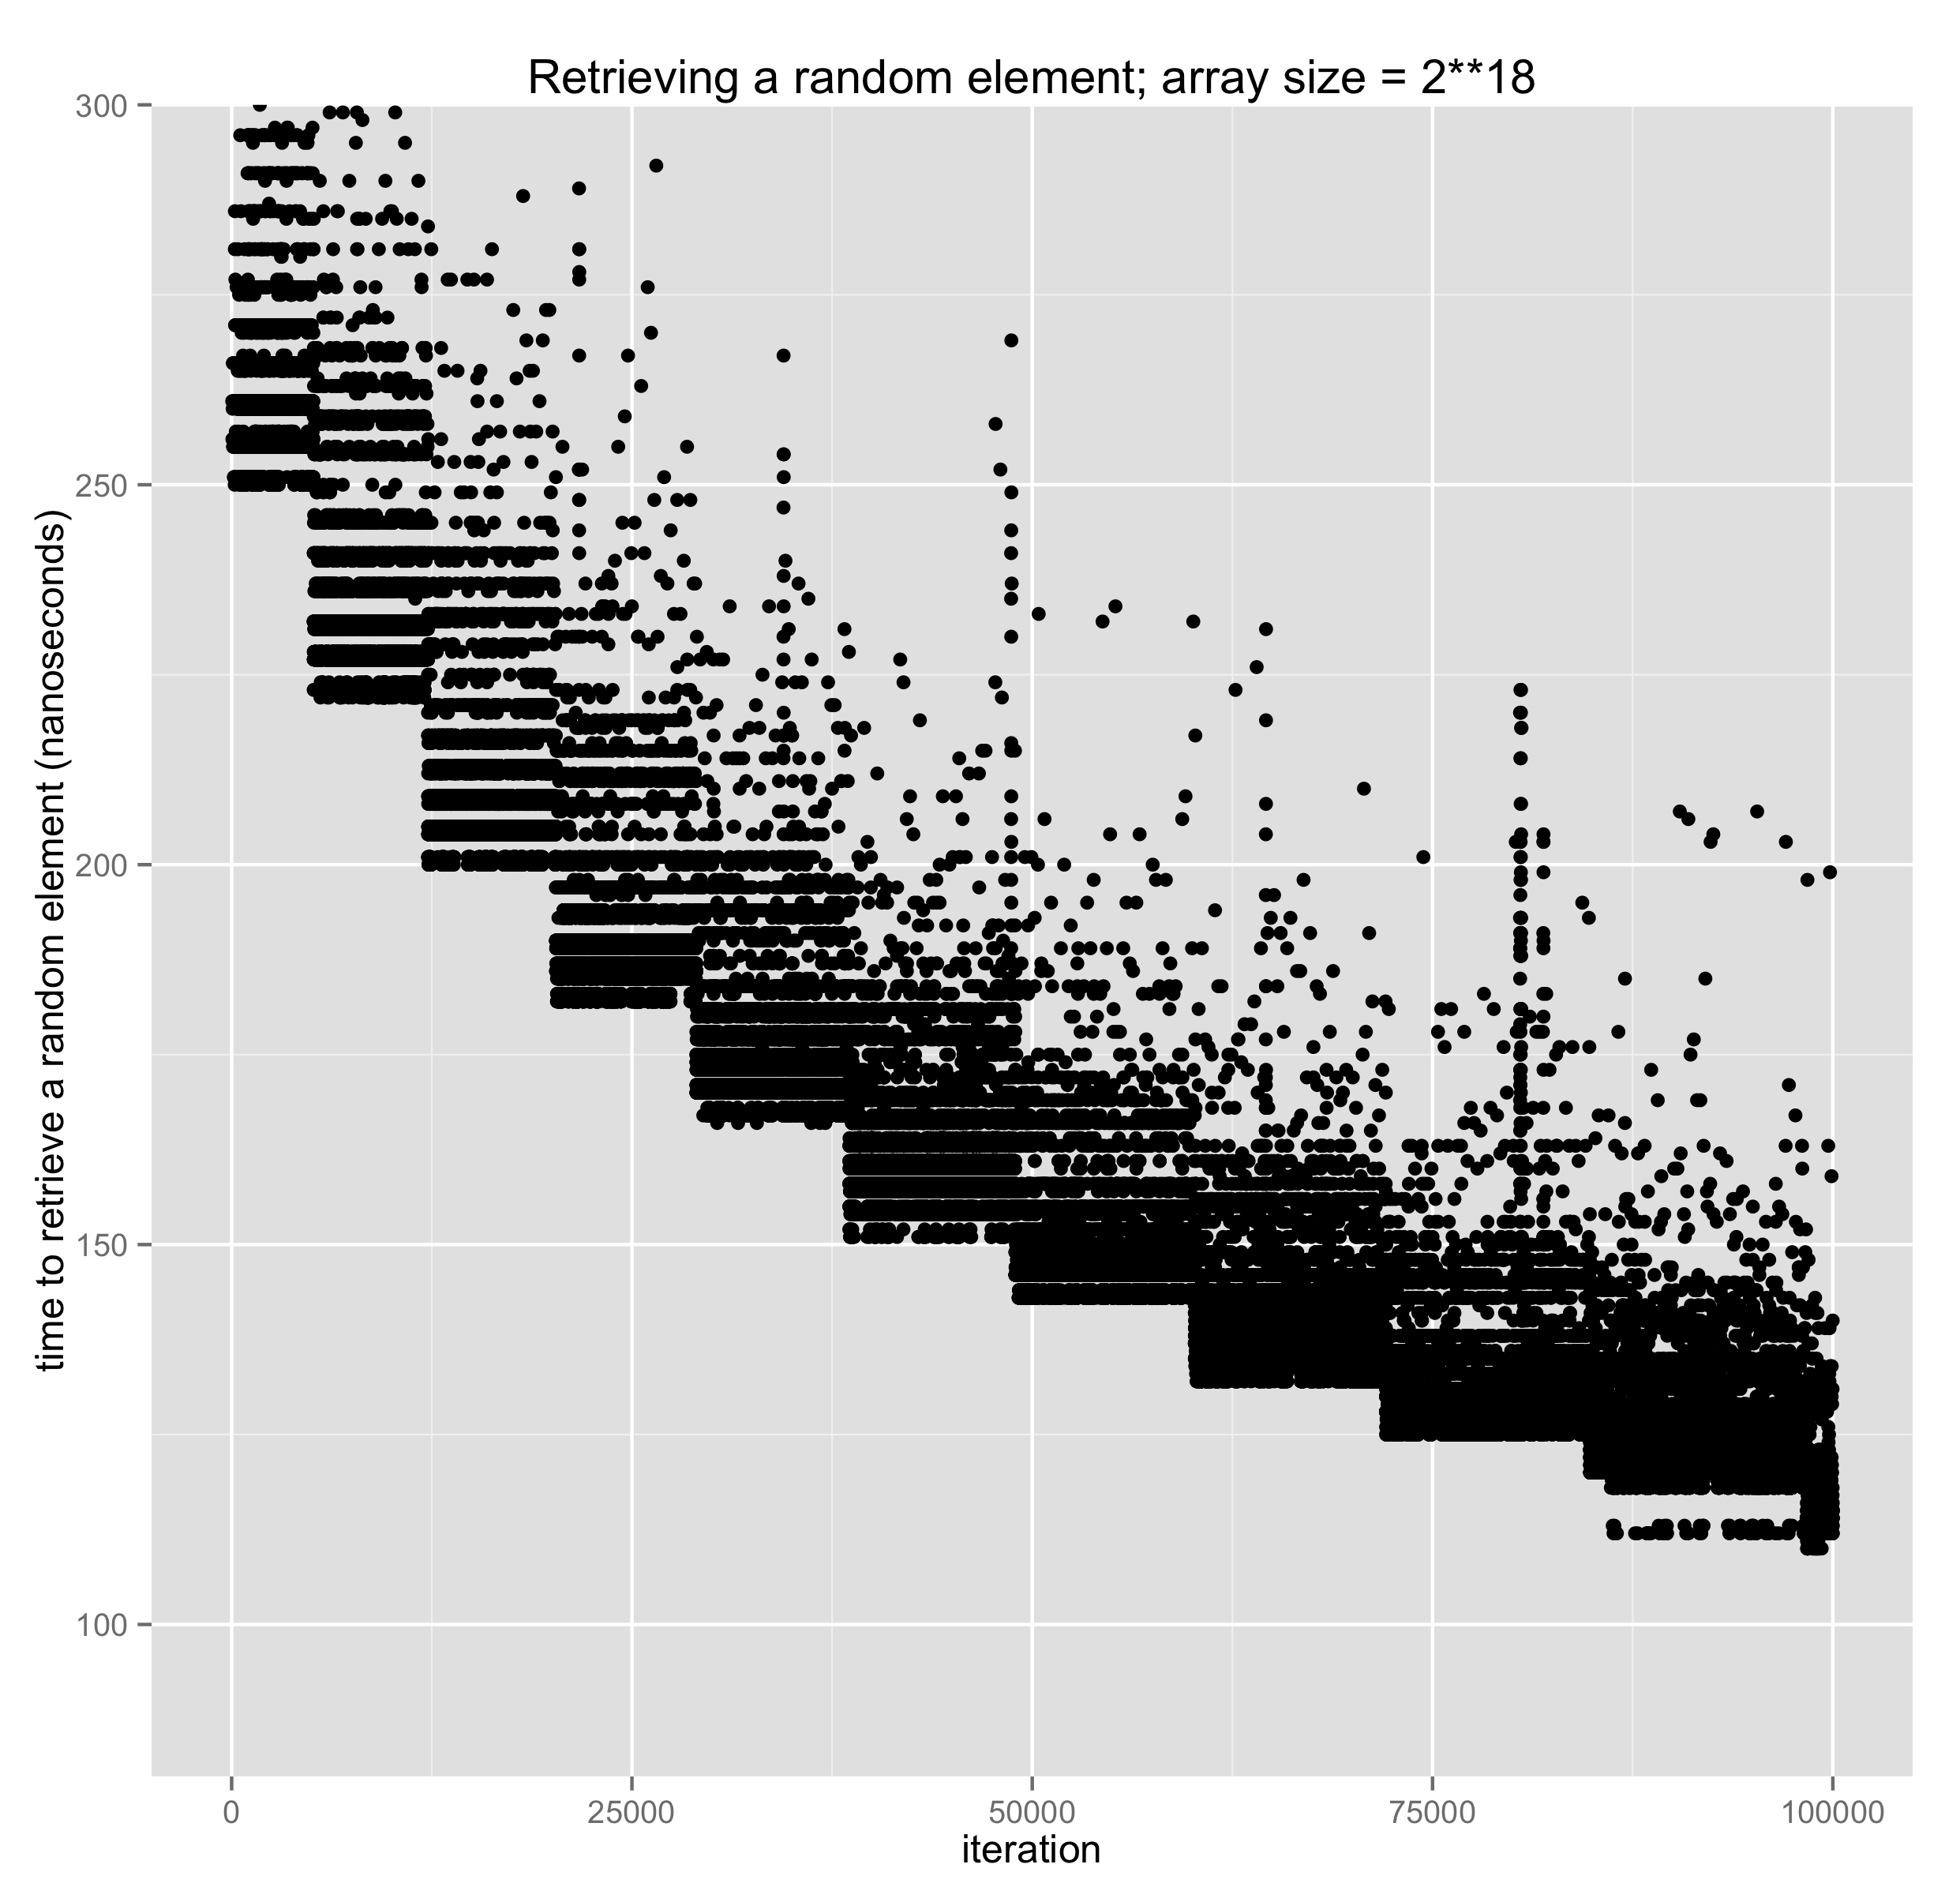 Retrieving a random element; array size = 2**18
300
250
200
150
100
time to retrieve a random element (nanoseconds)
0 25000 50000 75000 100000
iteration